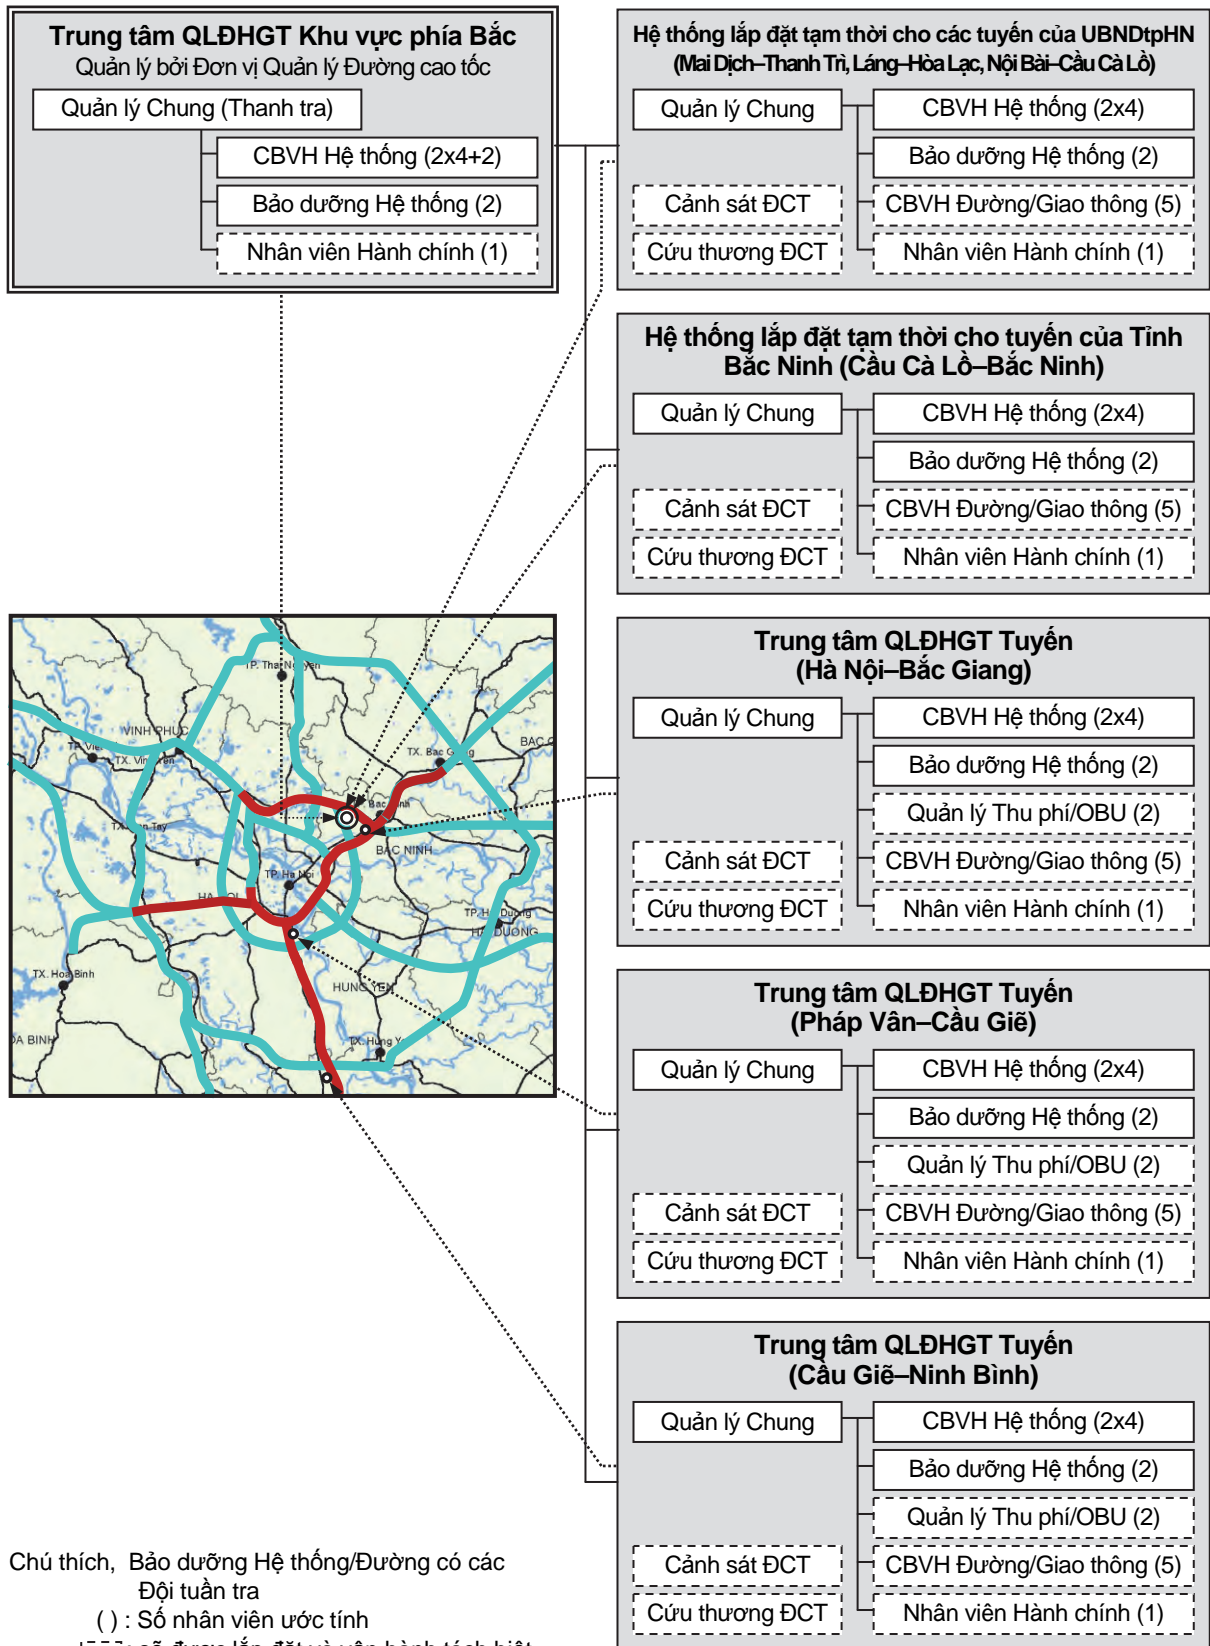 Trung tâm QLĐHGT Khu vực phía Bắc
Quản lý bởi Đơn vị Quản lý Đường cao tốc
Quản lý Chung (Thanh tra)
CBVH Hệ thống (2x4+2)
Bảo dưỡng Hệ thống (2)
Nhân viên Hành chính (1)
Hệ thống lắp đặt tạm thời cho các tuyến của UBNDtpHN
(Mai Dịch–Thanh Trì, Láng–Hòa Lạc, Nội Bài–Cầu Cà Lồ)
Quản lý Chung
CBVH Hệ thống (2x4)
Bảo dưỡng Hệ thống (2)
Cảnh sát ĐCT
CBVH Đường/Giao thông (5)
Cứu thương ĐCT
Nhân viên Hành chính (1)
Hệ thống lắp đặt tạm thời cho tuyến của Tỉnh
Bắc Ninh (Cầu Cà Lồ–Bắc Ninh)
Quản lý Chung
CBVH Hệ thống (2x4)
Bảo dưỡng Hệ thống (2)
Cảnh sát ĐCT
CBVH Đường/Giao thông (5)
Cứu thương ĐCT
Nhân viên Hành chính (1)
Trung tâm QLĐHGT Tuyến
(Hà Nội–Bắc Giang)
Quản lý Chung
CBVH Hệ thống (2x4)
Bảo dưỡng Hệ thống (2)
Quản lý Thu phí/OBU (2)
Cảnh sát ĐCT
CBVH Đường/Giao thông (5)
Cứu thương ĐCT
Nhân viên Hành chính (1)
Trung tâm QLĐHGT Tuyến
(Pháp Vân–Cầu Giẽ)
Quản lý Chung
CBVH Hệ thống (2x4)
Bảo dưỡng Hệ thống (2)
Quản lý Thu phí/OBU (2)
Cảnh sát ĐCT
CBVH Đường/Giao thông (5)
Cứu thương ĐCT
Nhân viên Hành chính (1)
Trung tâm QLĐHGT Tuyến
(Cầu Giẽ–Ninh Bình)
Quản lý Chung
CBVH Hệ thống (2x4)
Bảo dưỡng Hệ thống (2)
Quản lý Thu phí/OBU (2)
Cảnh sát ĐCT
CBVH Đường/Giao thông (5)
Cứu thương ĐCT
Nhân viên Hành chính (1)
VINH PHUC
BAC NINH
TP. Ha Noi
HUNG YEN
TX. Hoa Binh
Chú thích, Bảo dưỡng Hệ thống/Đường có các
Đội tuần tra
( ) : Số nhân viên ước tính
: sẽ được lắp đặt và vận hành tách biệt